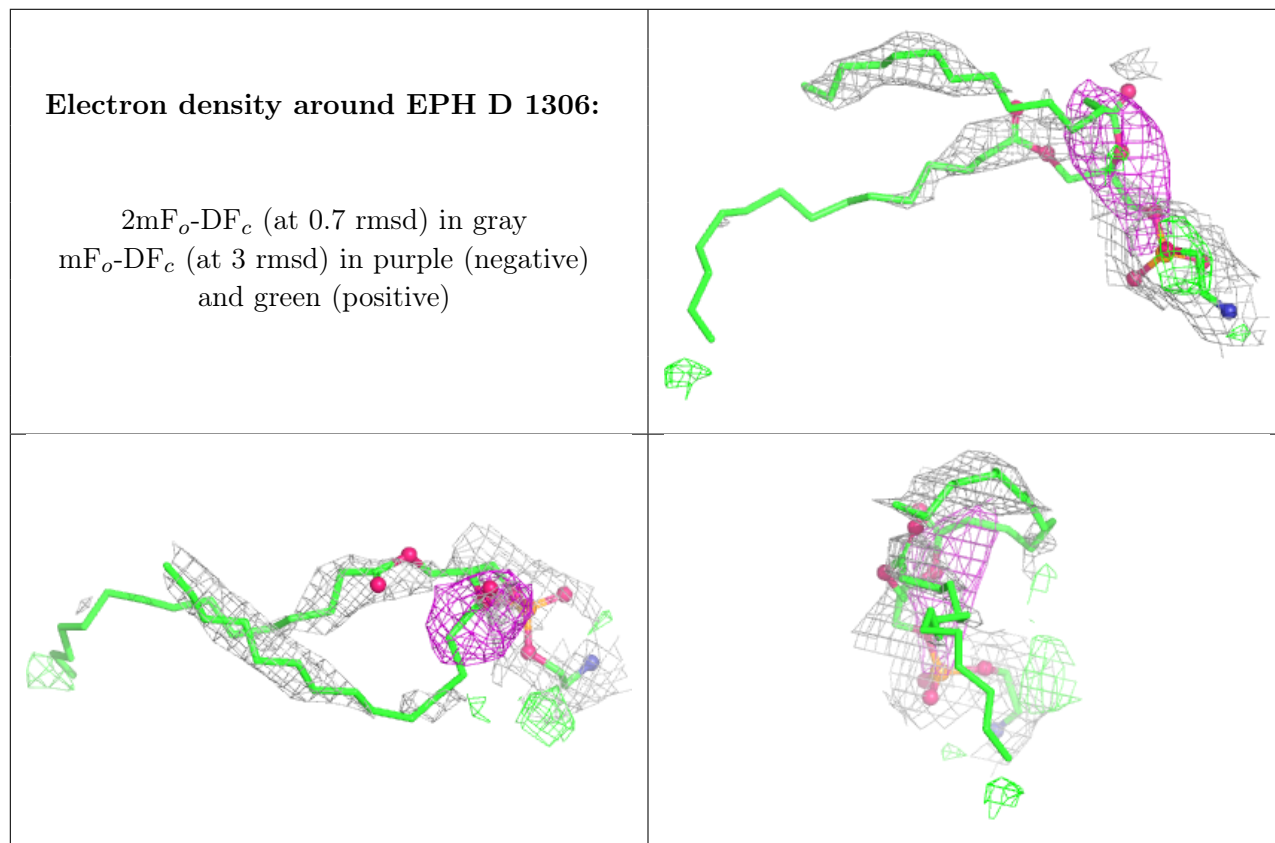 Electron density around EPH D 1306:
2mFo-DFc (at 0.7 rmsd) in gray
mFo-DFc (at 3 rmsd) in purple (negative)
and green (positive)